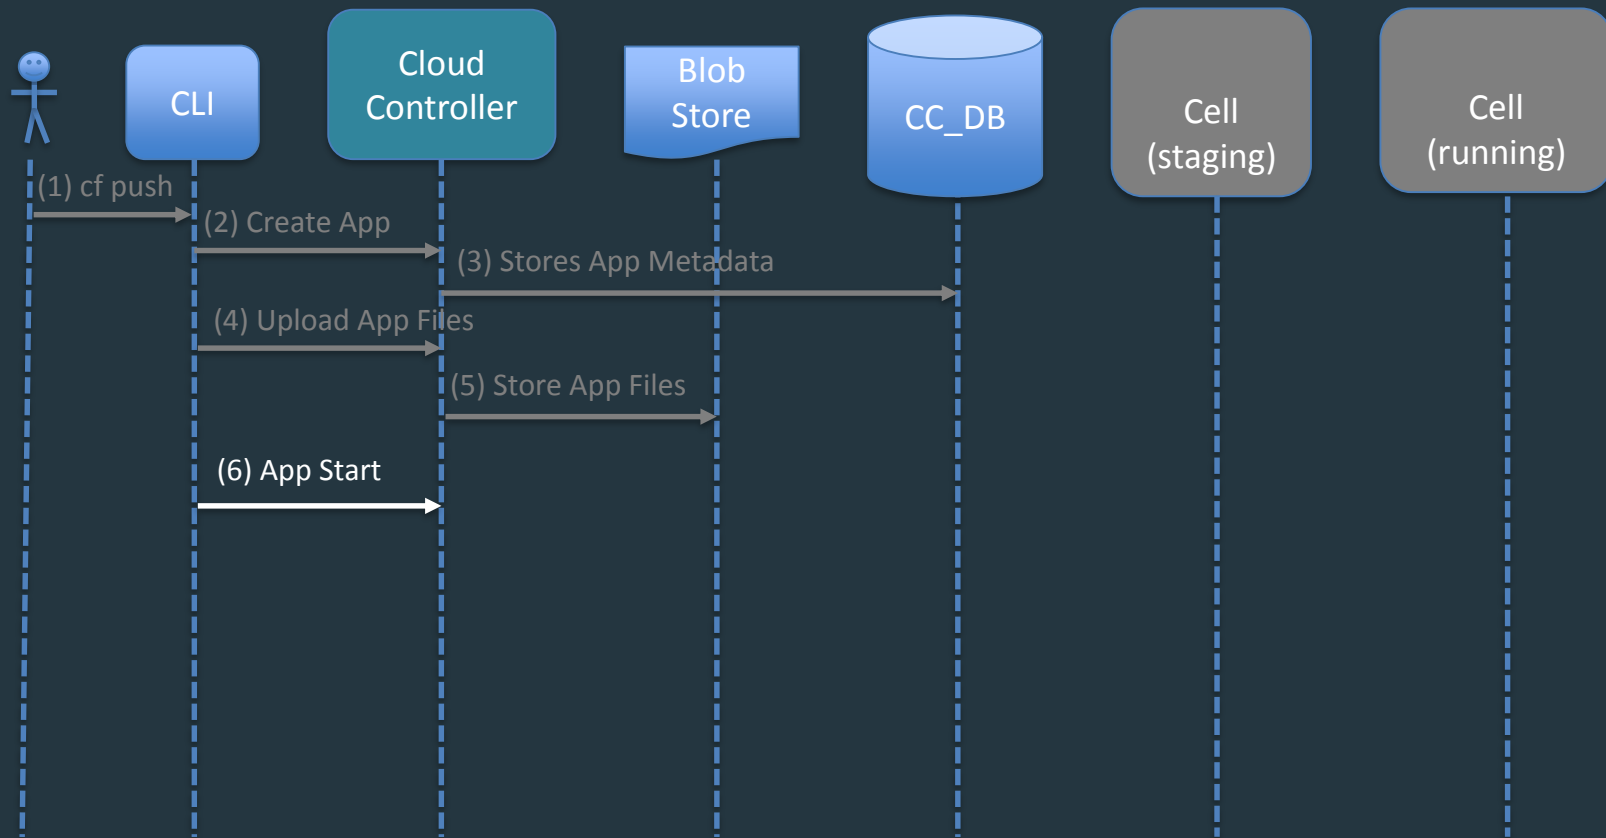 CLI
Cloud
Controller
Blob
Store
CC_DB
Cell
(staging)
Cell
(running)
(1) cf push
(2) Create App
(3) Stores App Metadata
(4) Upload App Files
(5) Store App Files
(6) App Start